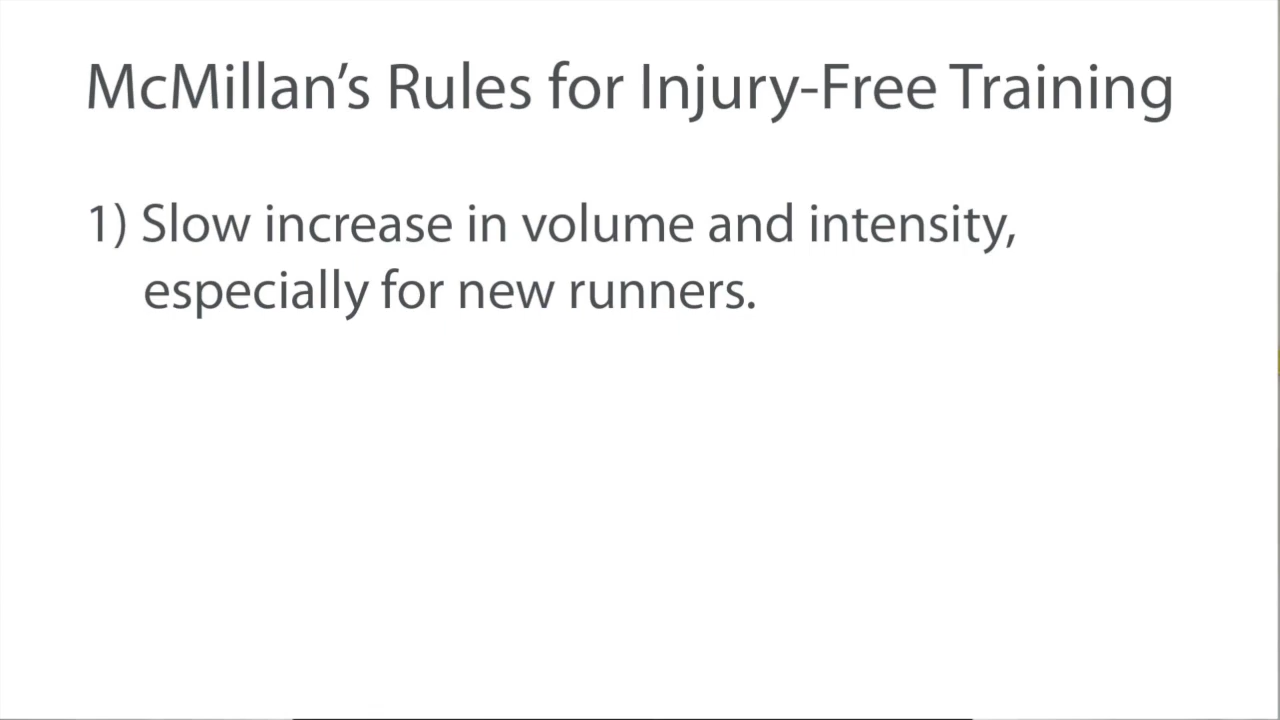 McMillan’s Rules for Injury-Free Training
1) Slow increase in volume and intensity,
especially for new runners.